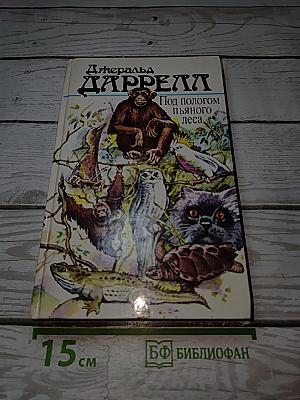 Джеральд
ДАРРЕЛЛ
Под пологом
пьяного
леса
15 см
БФ БИБЛИОФАН